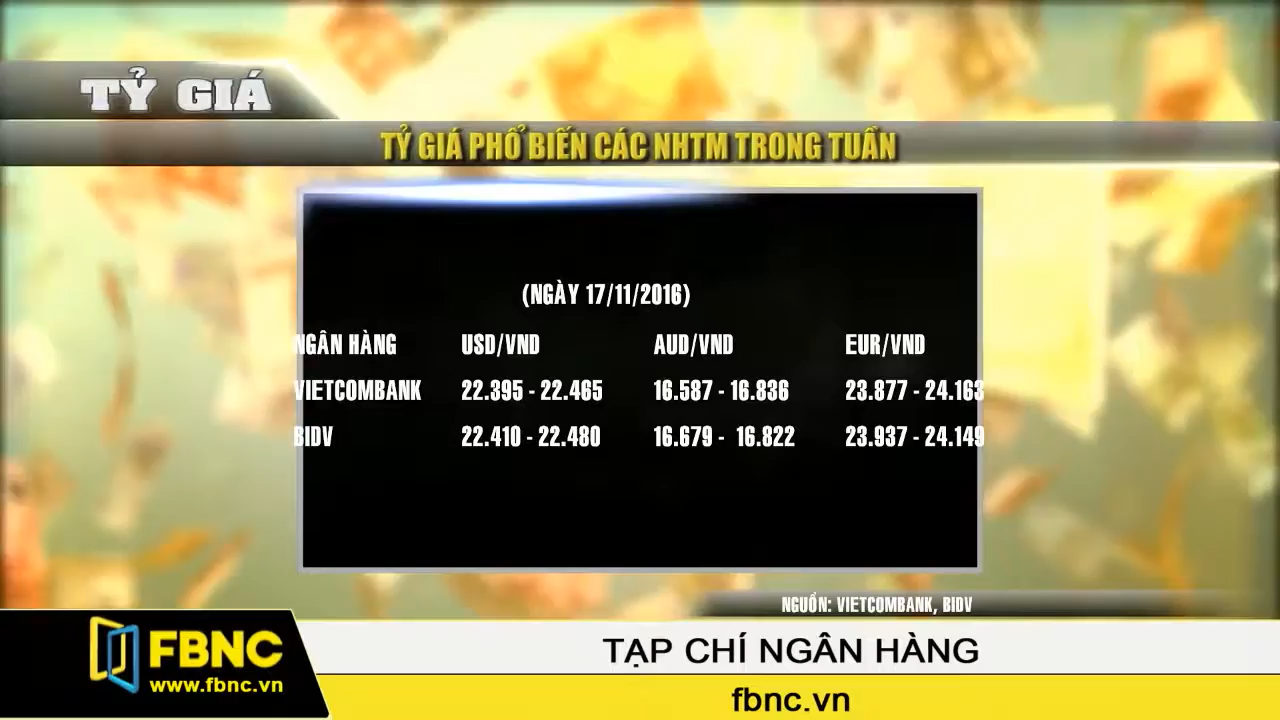 TỶ GIÁ
TỶ GIÁ PHỔ BIẾN CÁC NHTM TRONG TUẦN
(NGÀY 17/11/2016)
NGÂN HÀNG USD/VND AUD/VND EUR/VND
VIETCOMBANK 22.395 - 22.465 16.587 - 16.836 23.877 - 24.163
BIDV 22.410 - 22.480 16.679 - 16.822 23.937 - 24.149
NGUỒN: VIETCOMBANK, BIDV
FBNC
www.fbnc.vn
TẠP CHÍ NGÂN HÀNG
fbnc.vn